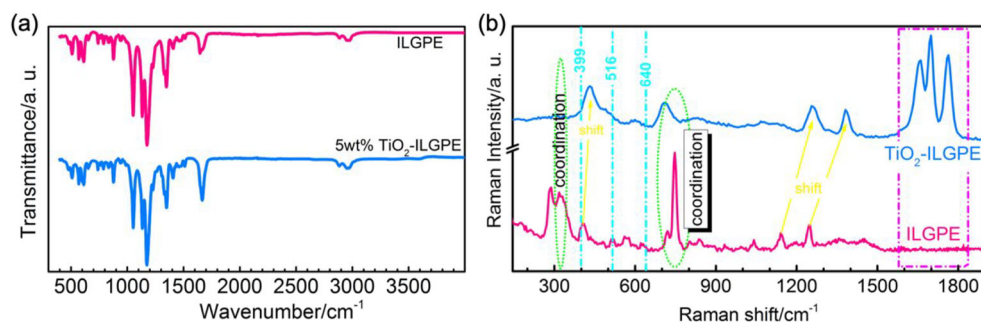 (a)
Transmittance/a. u.
ILGPE
5wt% TiO₂-ILGPE
500 1000 1500 2000 2500 3000 3500
Wavenumber/cm⁻¹
(b)
Raman Intensity/a. u.
coordination
399
516
640
shift
coordination
shift
TiO₂-ILGPE
ILGPE
300 600 900 1200 1500 1800
Raman shift/cm⁻¹